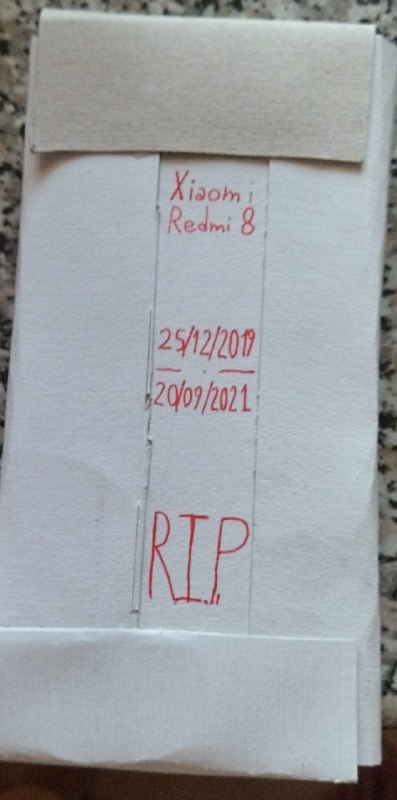 Xiaomi
Redmi 8
25/12/2019
— . —
20/09/2021
R.I.P.